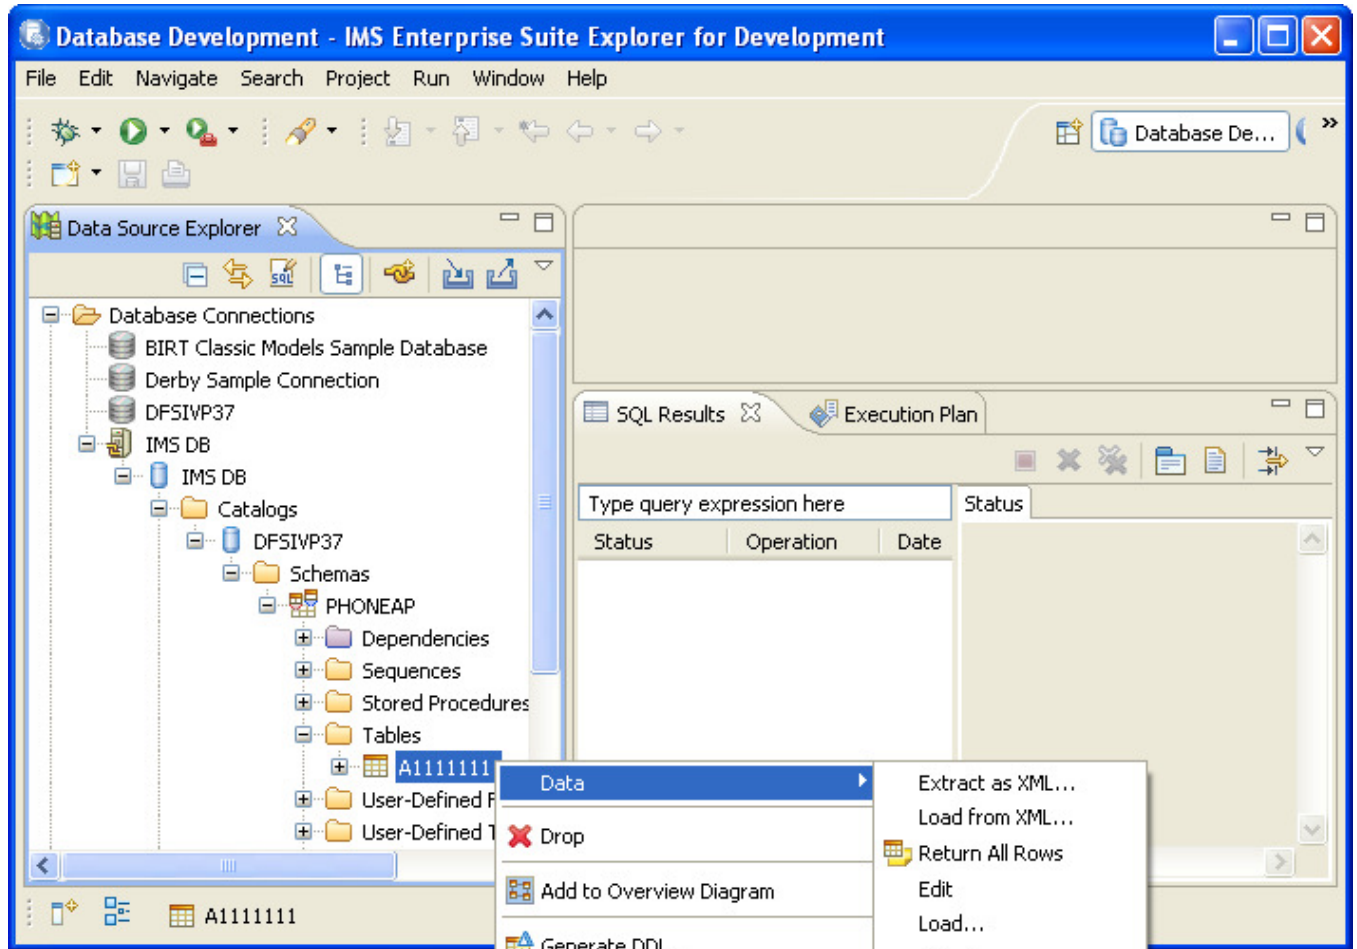 Database Development - IMS Enterprise Suite Explorer for Development
File Edit Navigate Search Project Run Window Help
Database De... »
Data Source Explorer
SQL
Database Connections
BIRT Classic Models Sample Database
Derby Sample Connection
DFSIVP37
IMS DB
IMS DB
Catalogs
DFSIVP37
Schemas
PHONEAP
Dependencies
Sequences
Stored Procedures
Tables
A1111111
User-Defined F
User-Defined T
A1111111
SQL Results Execution Plan
Type query expression here
Status Operation Date
Status
Data
Drop
Add to Overview Diagram
Generate DDL...
Extract as XML...
Load from XML...
Return All Rows
Edit
Load...